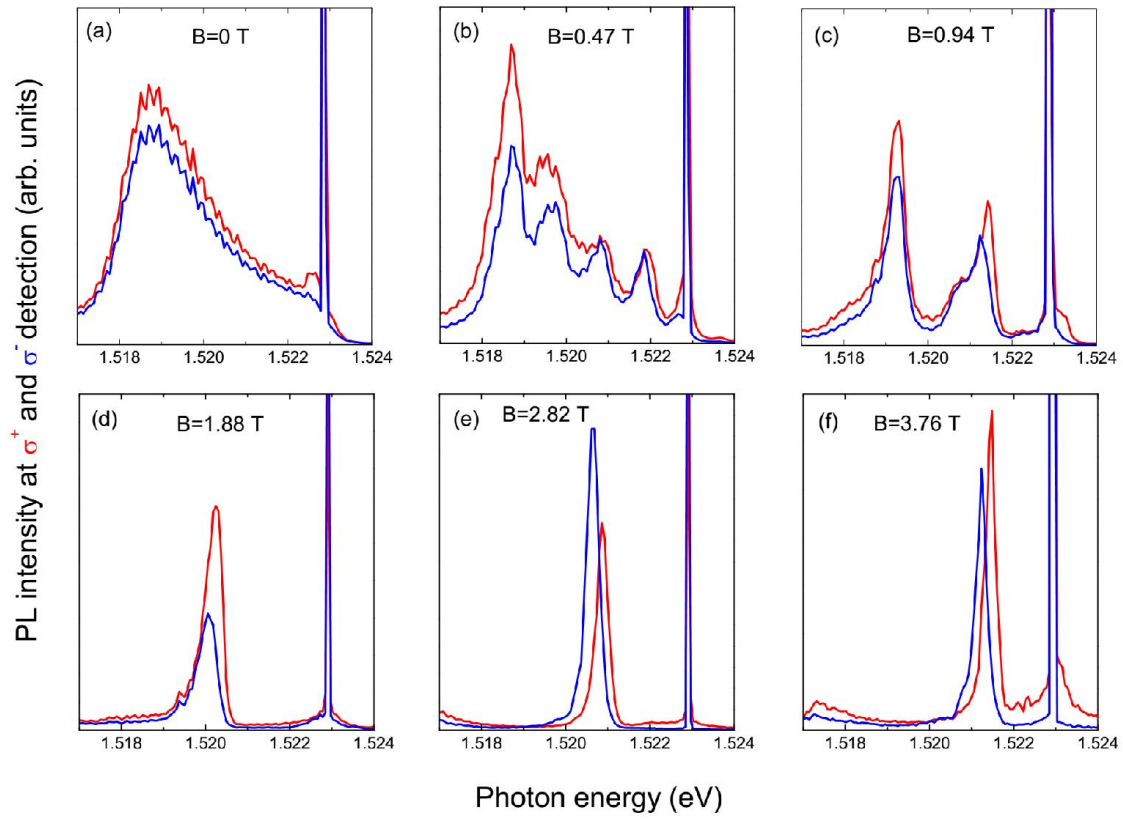 PL intensity at σ⁺ and σ⁻ detection (arb. units)
(a) B=0 T
1.518 1.520 1.522 1.524
(b) B=0.47 T
1.518 1.520 1.522 1.524
(c) B=0.94 T
1.518 1.520 1.522 1.524
(d) B=1.88 T
1.518 1.520 1.522 1.524
(e) B=2.82 T
1.518 1.520 1.522 1.524
(f) B=3.76 T
1.518 1.520 1.522 1.524
Photon energy (eV)